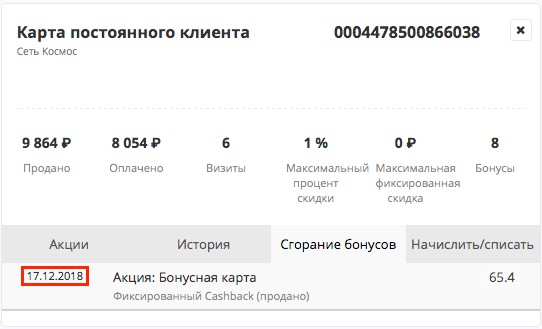 Карта постоянного клиента 0004478500866038 ×
Сеть Космос
9 864 ₽ 8 054 ₽ 6 1 % 0 ₽ 8
Продано Оплачено Визиты Максимальный Максимальная Бонусы
процент фиксированная
скидки скидка
Акции История Сгорание бонусов Начислить/списать
17.12.2018 Акция: Бонусная карта 65.4
Фиксированный Cashback (продано)